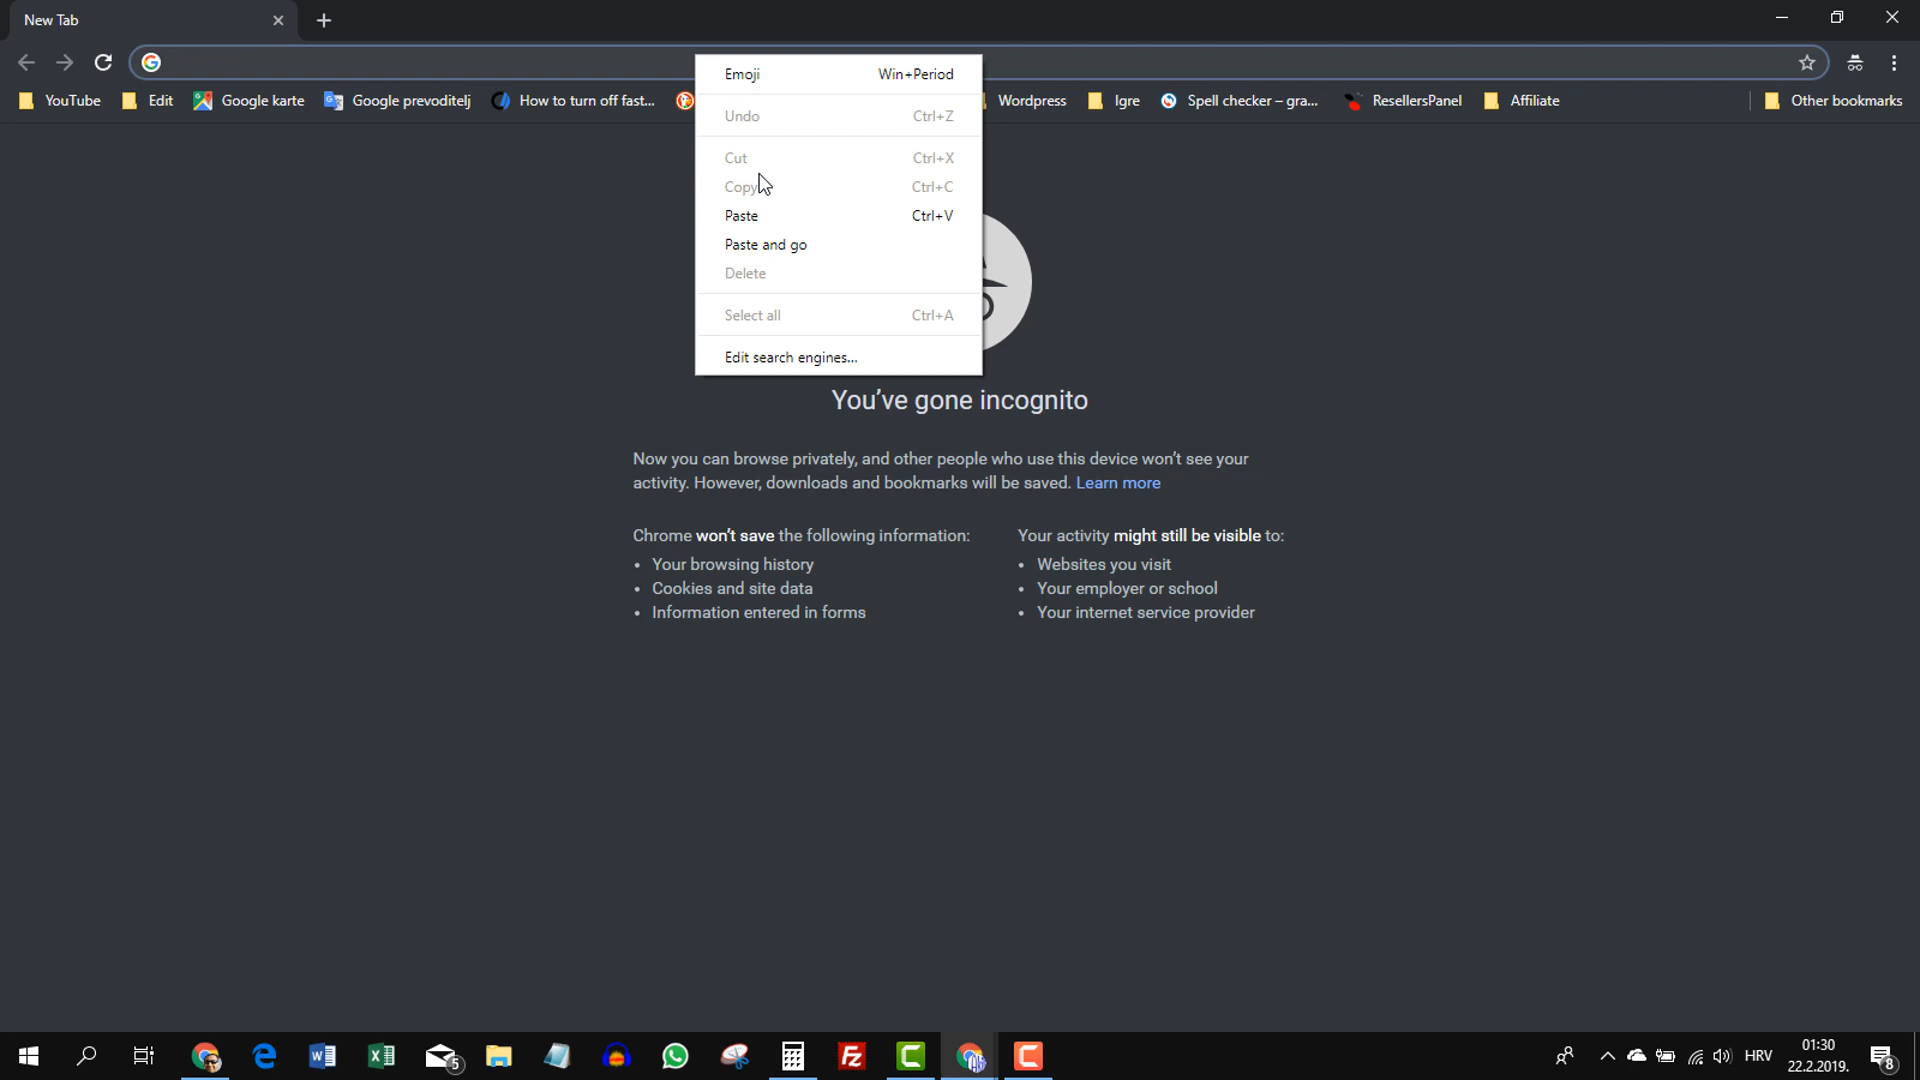 New Tab
Emoji Win+Period
YouTube Edit Google karte Google prevoditelj How to turn off fast... Wordpress Igre Spell checker – gra... ResellersPanel Affiliate Other bookmarks
Undo Ctrl+Z
Cut Ctrl+X
Copy Ctrl+C
Paste Ctrl+V
Paste and go
Delete
Select all Ctrl+A
Edit search engines...
You've gone incognito
Now you can browse privately, and other people who use this device won't see your
activity. However, downloads and bookmarks will be saved. Learn more
Chrome won't save the following information:
• Your browsing history
• Cookies and site data
• Information entered in forms
Your activity might still be visible to:
• Websites you visit
• Your employer or school
• Your internet service provider
5
HRV
01:30
22.2.2019.
8